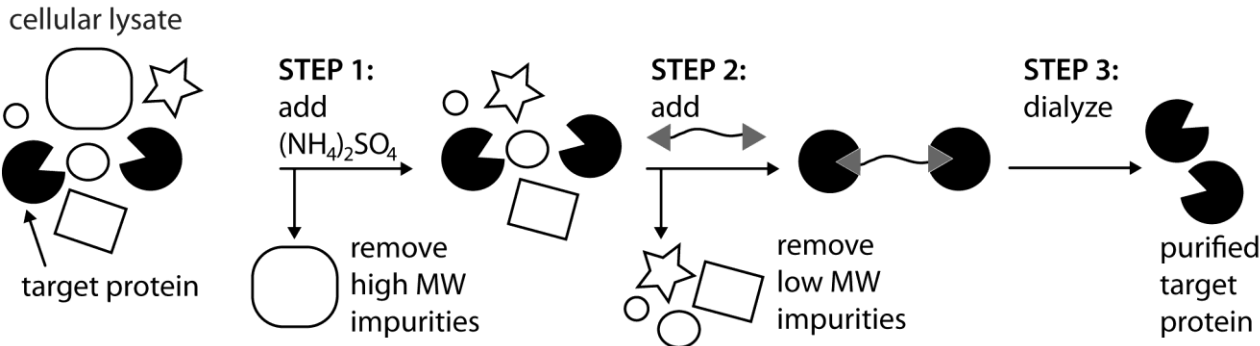 cellular lysate
target protein
STEP 1:
add
(NH₄)₂SO₄
remove
high MW
impurities
STEP 2:
add
remove
low MW
impurities
STEP 3:
dialyze
purified
target
protein